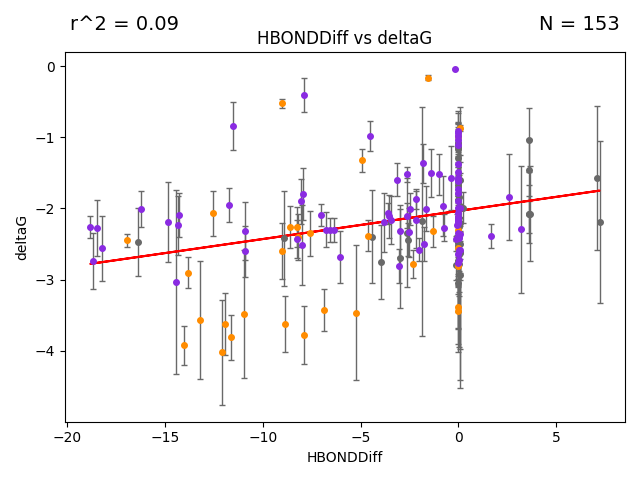 r^2 = 0.09
N = 153
HBONDDiff vs deltaG
0
−1
−2
−3
−4
deltaG
−20
−15
−10
−5
0
5
HBONDDiff